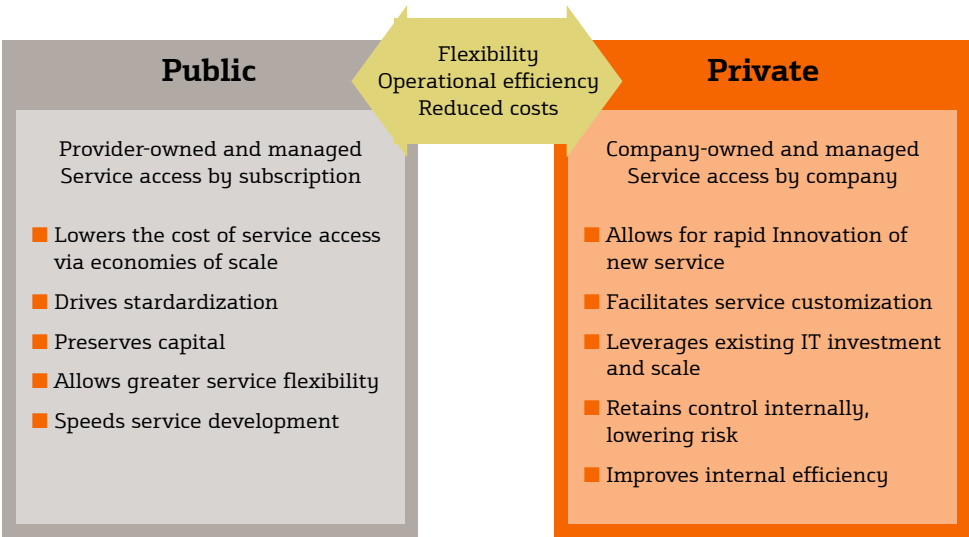 Public
Flexibility
Operational efficiency
Reduced costs
Private
Provider-owned and managed
Service access by subscription
Lowers the cost of service access
via economies of scale
Drives stardardization
Preserves capital
Allows greater service flexibility
Speeds service development
Company-owned and managed
Service access by company
Allows for rapid Innovation of
new service
Facilitates service customization
Leverages existing IT investment
and scale
Retains control internally,
lowering risk
Improves internal efficiency